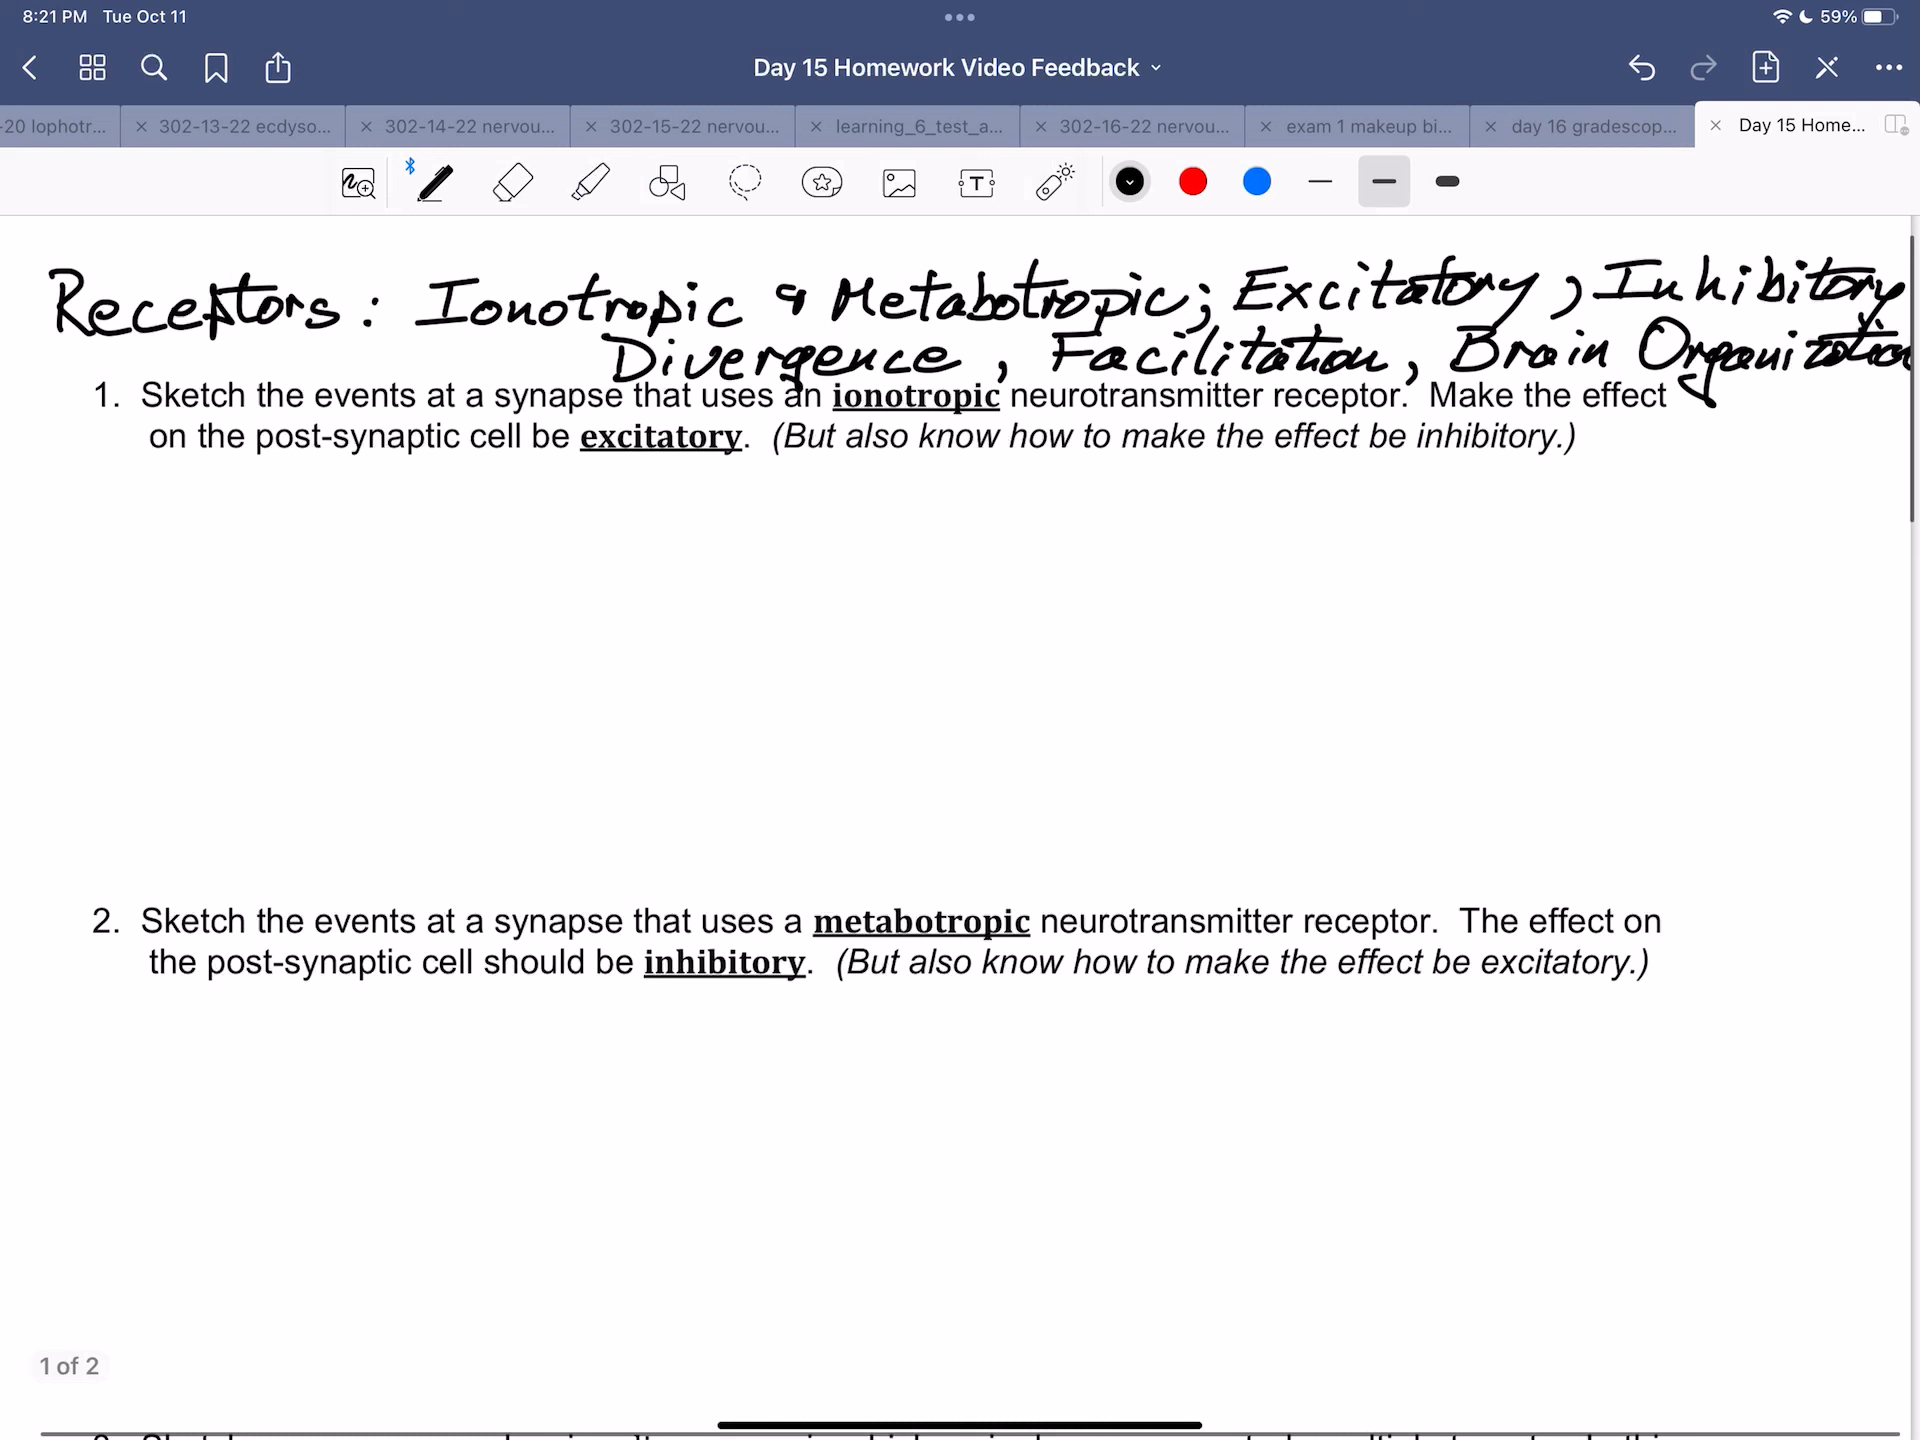 8:21 PM Tue Oct 11
59%
Day 15 Homework Video Feedback
-20 lophotr...
302-13-22 ecdyso...
302-14-22 nervou...
302-15-22 nervou...
learning_6_test_a...
302-16-22 nervou...
exam 1 makeup bi...
day 16 gradescop...
Day 15 Home...
Receptors: Ionotropic & Metabotropic; Excitatory, Inhibitory
Divergence, Facilitation, Brain Organization
1. Sketch the events at a synapse that uses an ionotropic neurotransmitter receptor. Make the effect
on the post-synaptic cell be excitatory. (But also know how to make the effect be inhibitory.)
2. Sketch the events at a synapse that uses a metabotropic neurotransmitter receptor. The effect on
the post-synaptic cell should be inhibitory. (But also know how to make the effect be excitatory.)
1 of 2